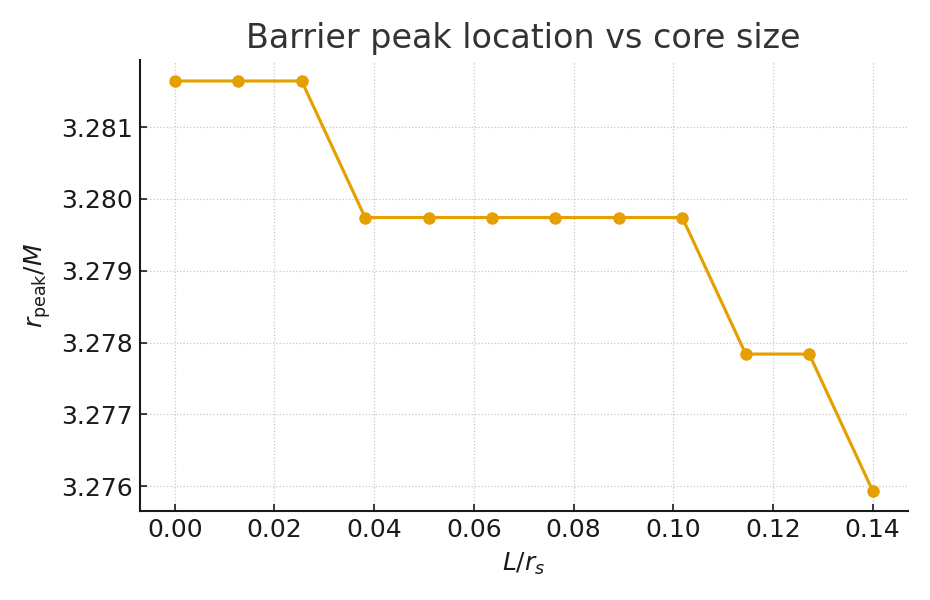 Barrier peak location vs core size
3.281
3.280
3.279
3.278
3.277
3.276
r_peak/M
0.00 0.02 0.04 0.06 0.08 0.10 0.12 0.14
L/r_s